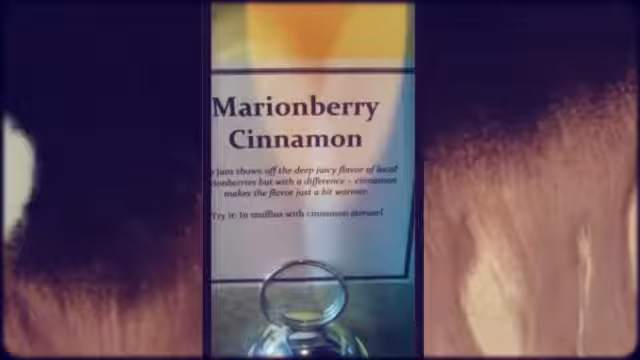 Marionberry
Cinnamon
jam shows off the deep juicy flavor of local
ionberries but with a difference – cinnamon
makes the flavor just a bit warmer.
Try it: In muffins with cinnamon streusel